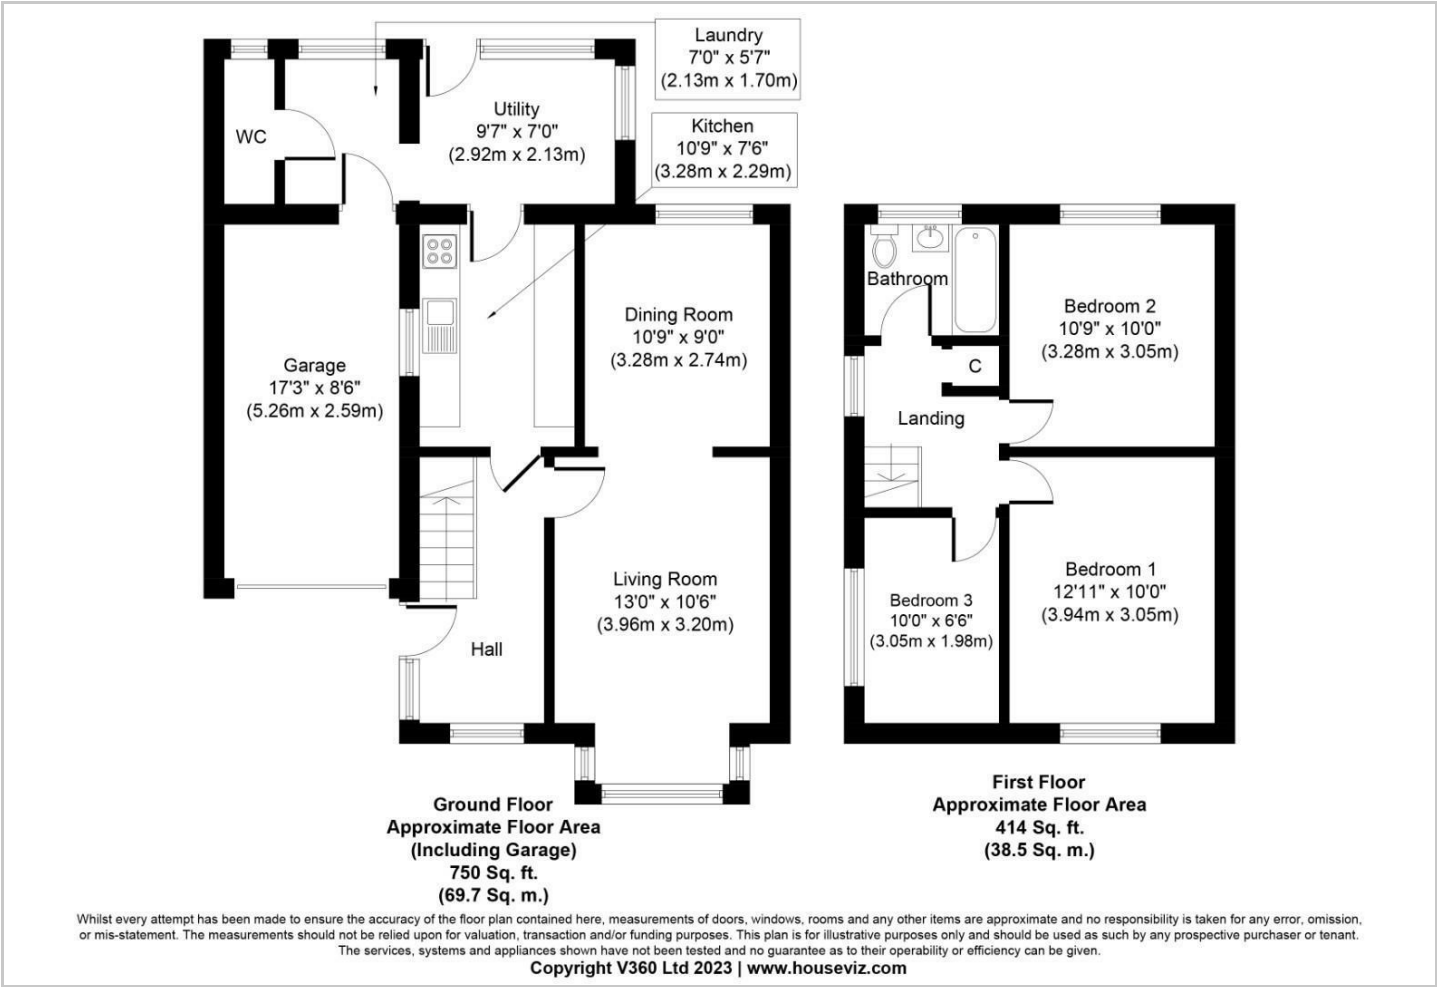 Laundry
7'0" x 5'7"
(2.13m x 1.70m)
Utility
9'7" x 7'0"
(2.92m x 2.13m)
WC
Kitchen
10'9" x 7'6"
(3.28m x 2.29m)
Garage
17'3" x 8'6"
(5.26m x 2.59m)
Dining Room
10'9" x 9'0"
(3.28m x 2.74m)
Living Room
13'0" x 10'6"
(3.96m x 3.20m)
Hall
Ground Floor
Approximate Floor Area
(Including Garage)
750 Sq. ft.
(69.7 Sq. m.)
Bathroom
Bedroom 2
10'9" x 10'0"
(3.28m x 3.05m)
C
Landing
Bedroom 1
12'11" x 10'0"
(3.94m x 3.05m)
Bedroom 3
10'0" x 6'6"
(3.05m x 1.98m)
First Floor
Approximate Floor Area
414 Sq. ft.
(38.5 Sq. m.)
Whilst every attempt has been made to ensure the accuracy of the floor plan contained here, measurements of doors, windows, rooms and any other items are approximate and no responsibility is taken for any error, omission,
or mis-statement. The measurements should not be relied upon for valuation, transaction and/or funding purposes. This plan is for illustrative purposes only and should be used as such by any prospective purchaser or tenant.
The services, systems and appliances shown have not been tested and no guarantee as to their operability or efficiency can be given.
Copyright V360 Ltd 2023 | www.houseviz.com